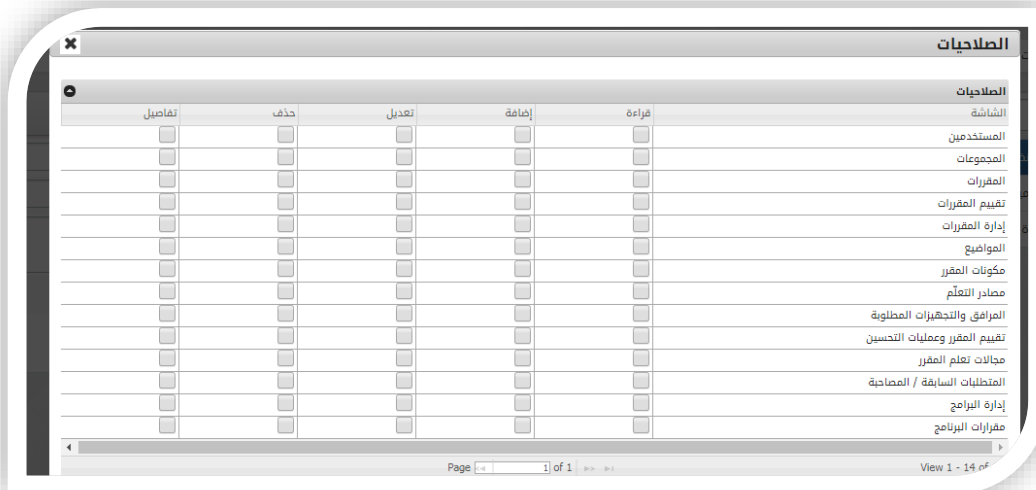 الصلاحيات
الصلاحيات
الشاشة قراءة إضافة تعديل حذف تفاصيل
المستخدمين
المجموعات
المقررات
تقييم المقررات
إدارة المقررات
المواضيع
مكونات المقرر
مصادر التعلّم
المرافق والتجهيزات المطلوبة
تقييم المقرر وعمليات التحسين
مجالات تعلم المقرر
المتطلبات السابقة / المصاحبة
إدارة البرامج
مقرارات البرنامج
Page 1 of 1 View 1 - 14 of